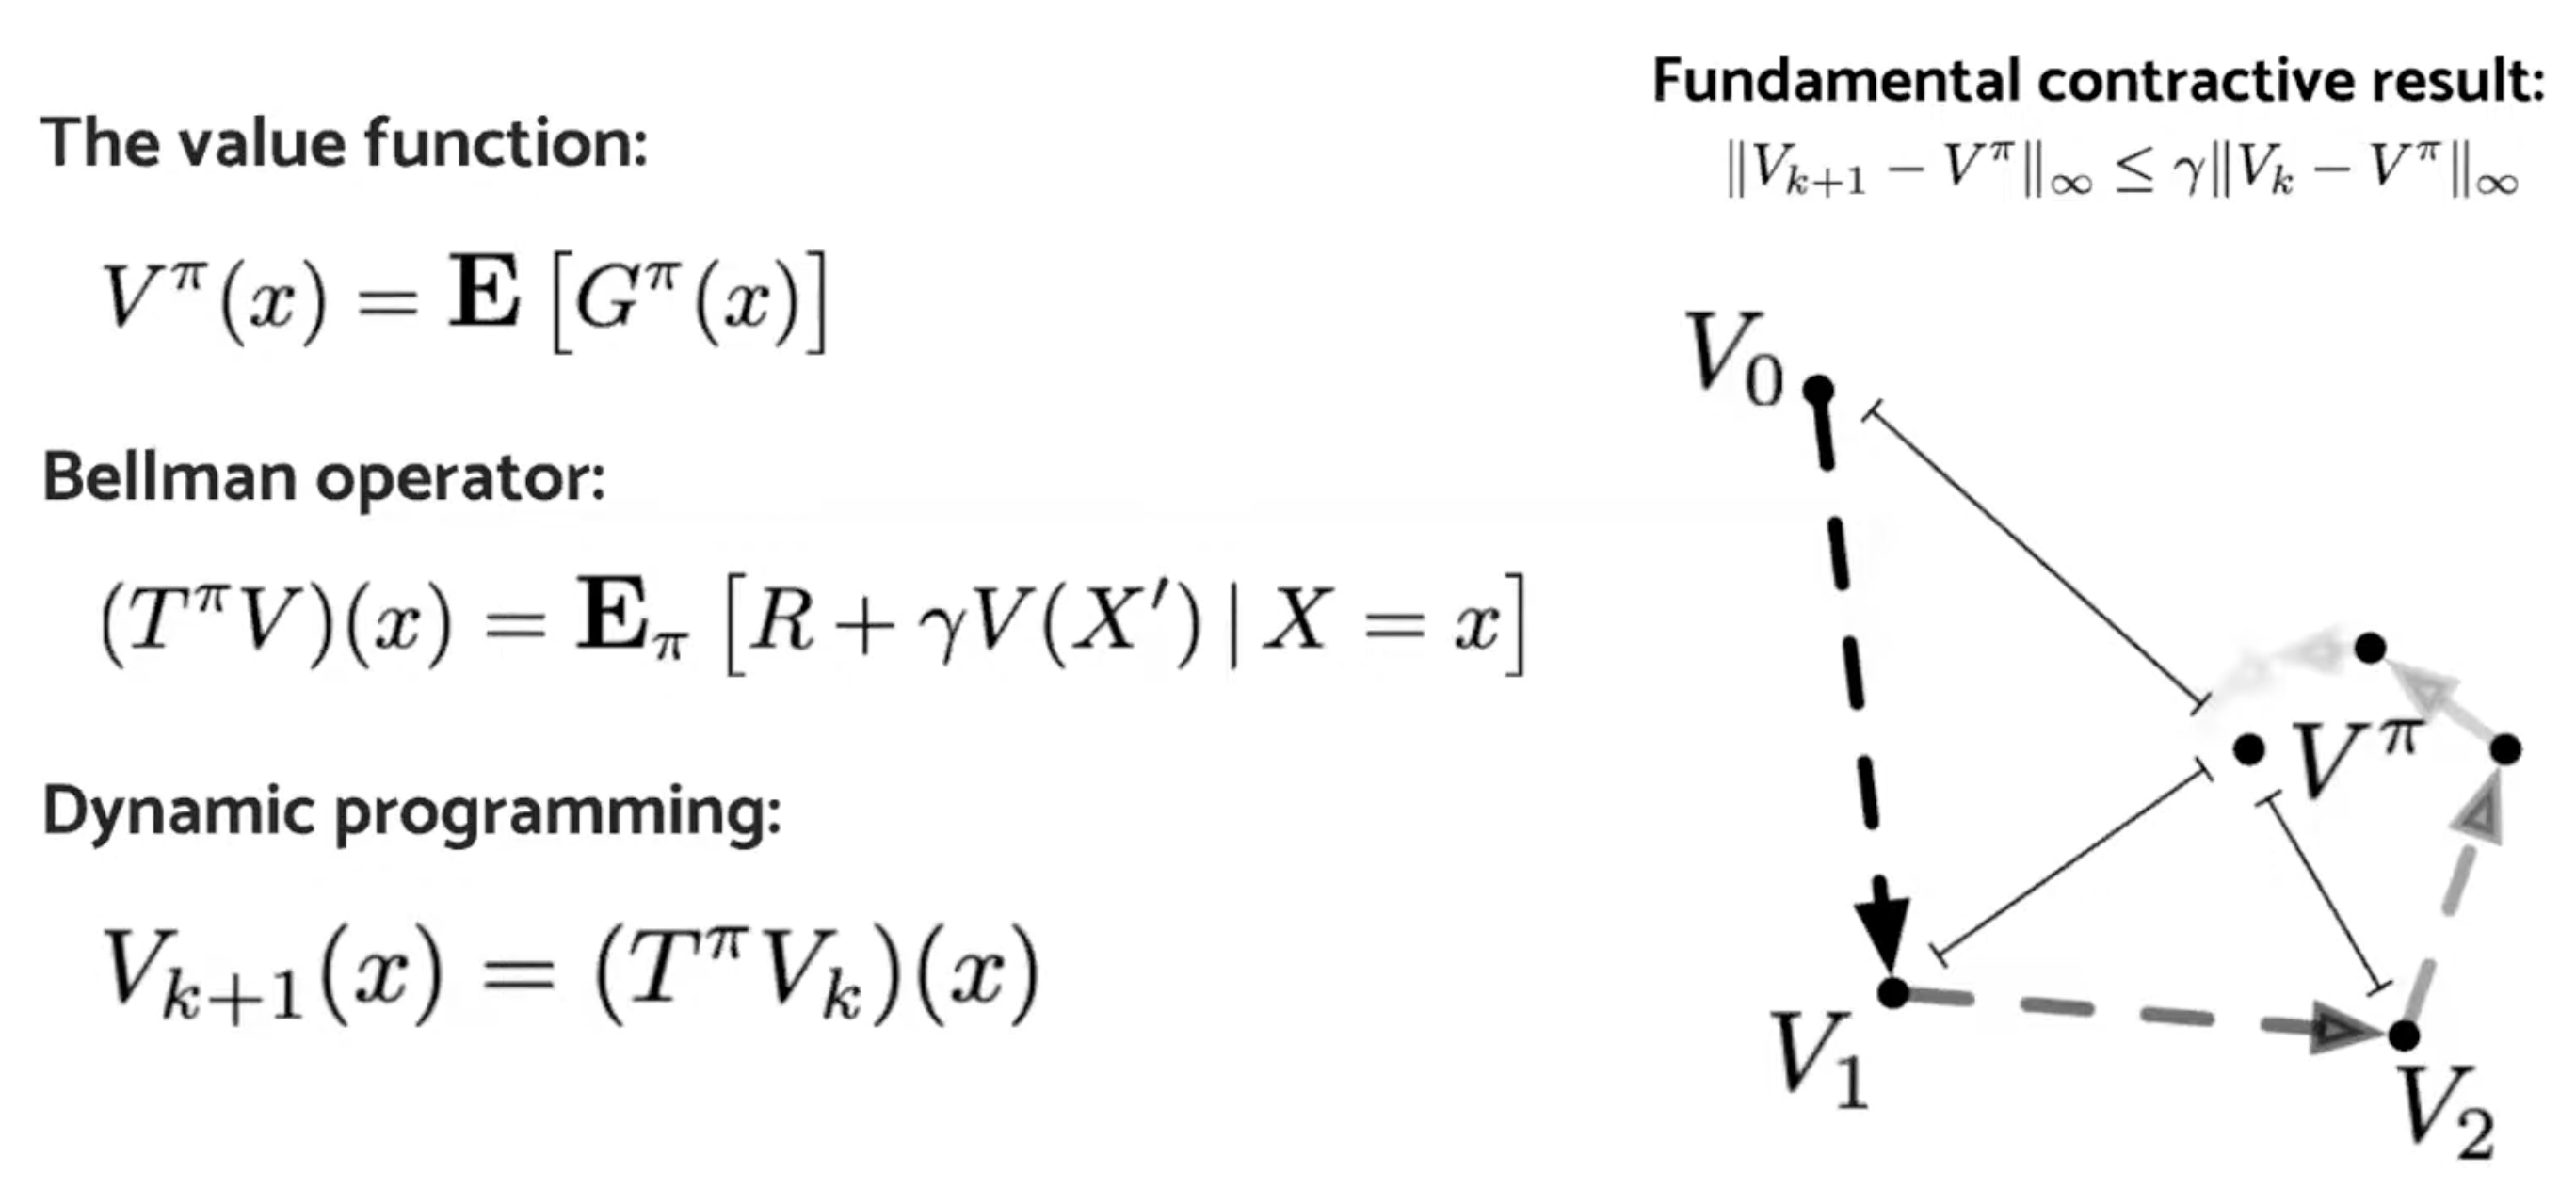 The value function:
V^π(x) = E [G^π(x)]
Bellman operator:
(T^π V)(x) = E_π [R + γV(X′) | X = x]
Dynamic programming:
V_{k+1}(x) = (T^π V_k)(x)
Fundamental contractive result:
‖V_{k+1} − V^π‖_∞ ≤ γ‖V_k − V^π‖_∞
V_0
V^π
V_1
V_2